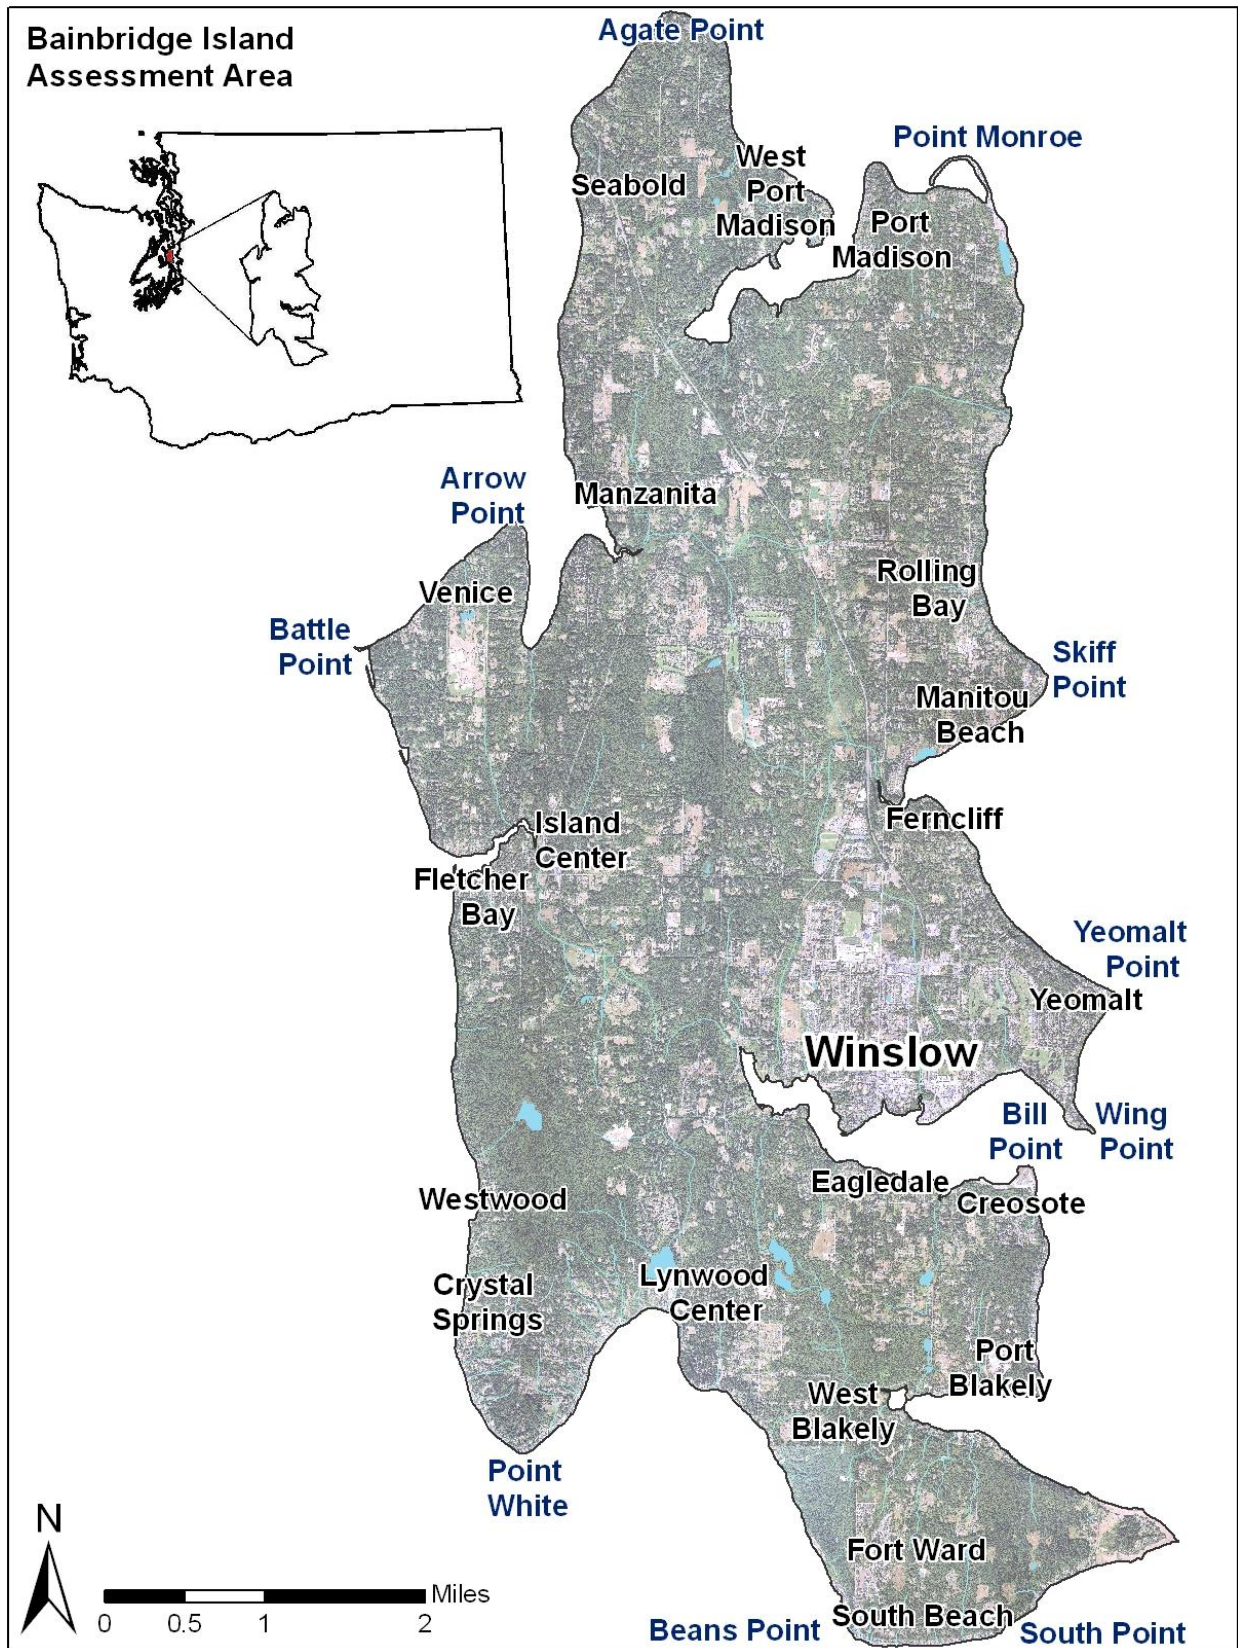 Bainbridge Island
Assessment Area
Agate Point
Point Monroe
West
Port
Madison
Seabold
Port
Madison
Arrow
Point
Manzanita
Venice
Rolling
Bay
Battle
Point
Skiff
Point
Manitou
Beach
Island
Center
Ferncliff
Fletcher
Bay
Yeomalt
Point
Yeomalt
Winslow
Bill
Point
Wing
Point
Eagledale
Creosote
Westwood
Crystal
Springs
Lynwood
Center
Port
Blakely
West
Blakely
Point
White
N
Fort Ward
Miles
0 0.5 1 2
Beans Point
South Beach
South Point